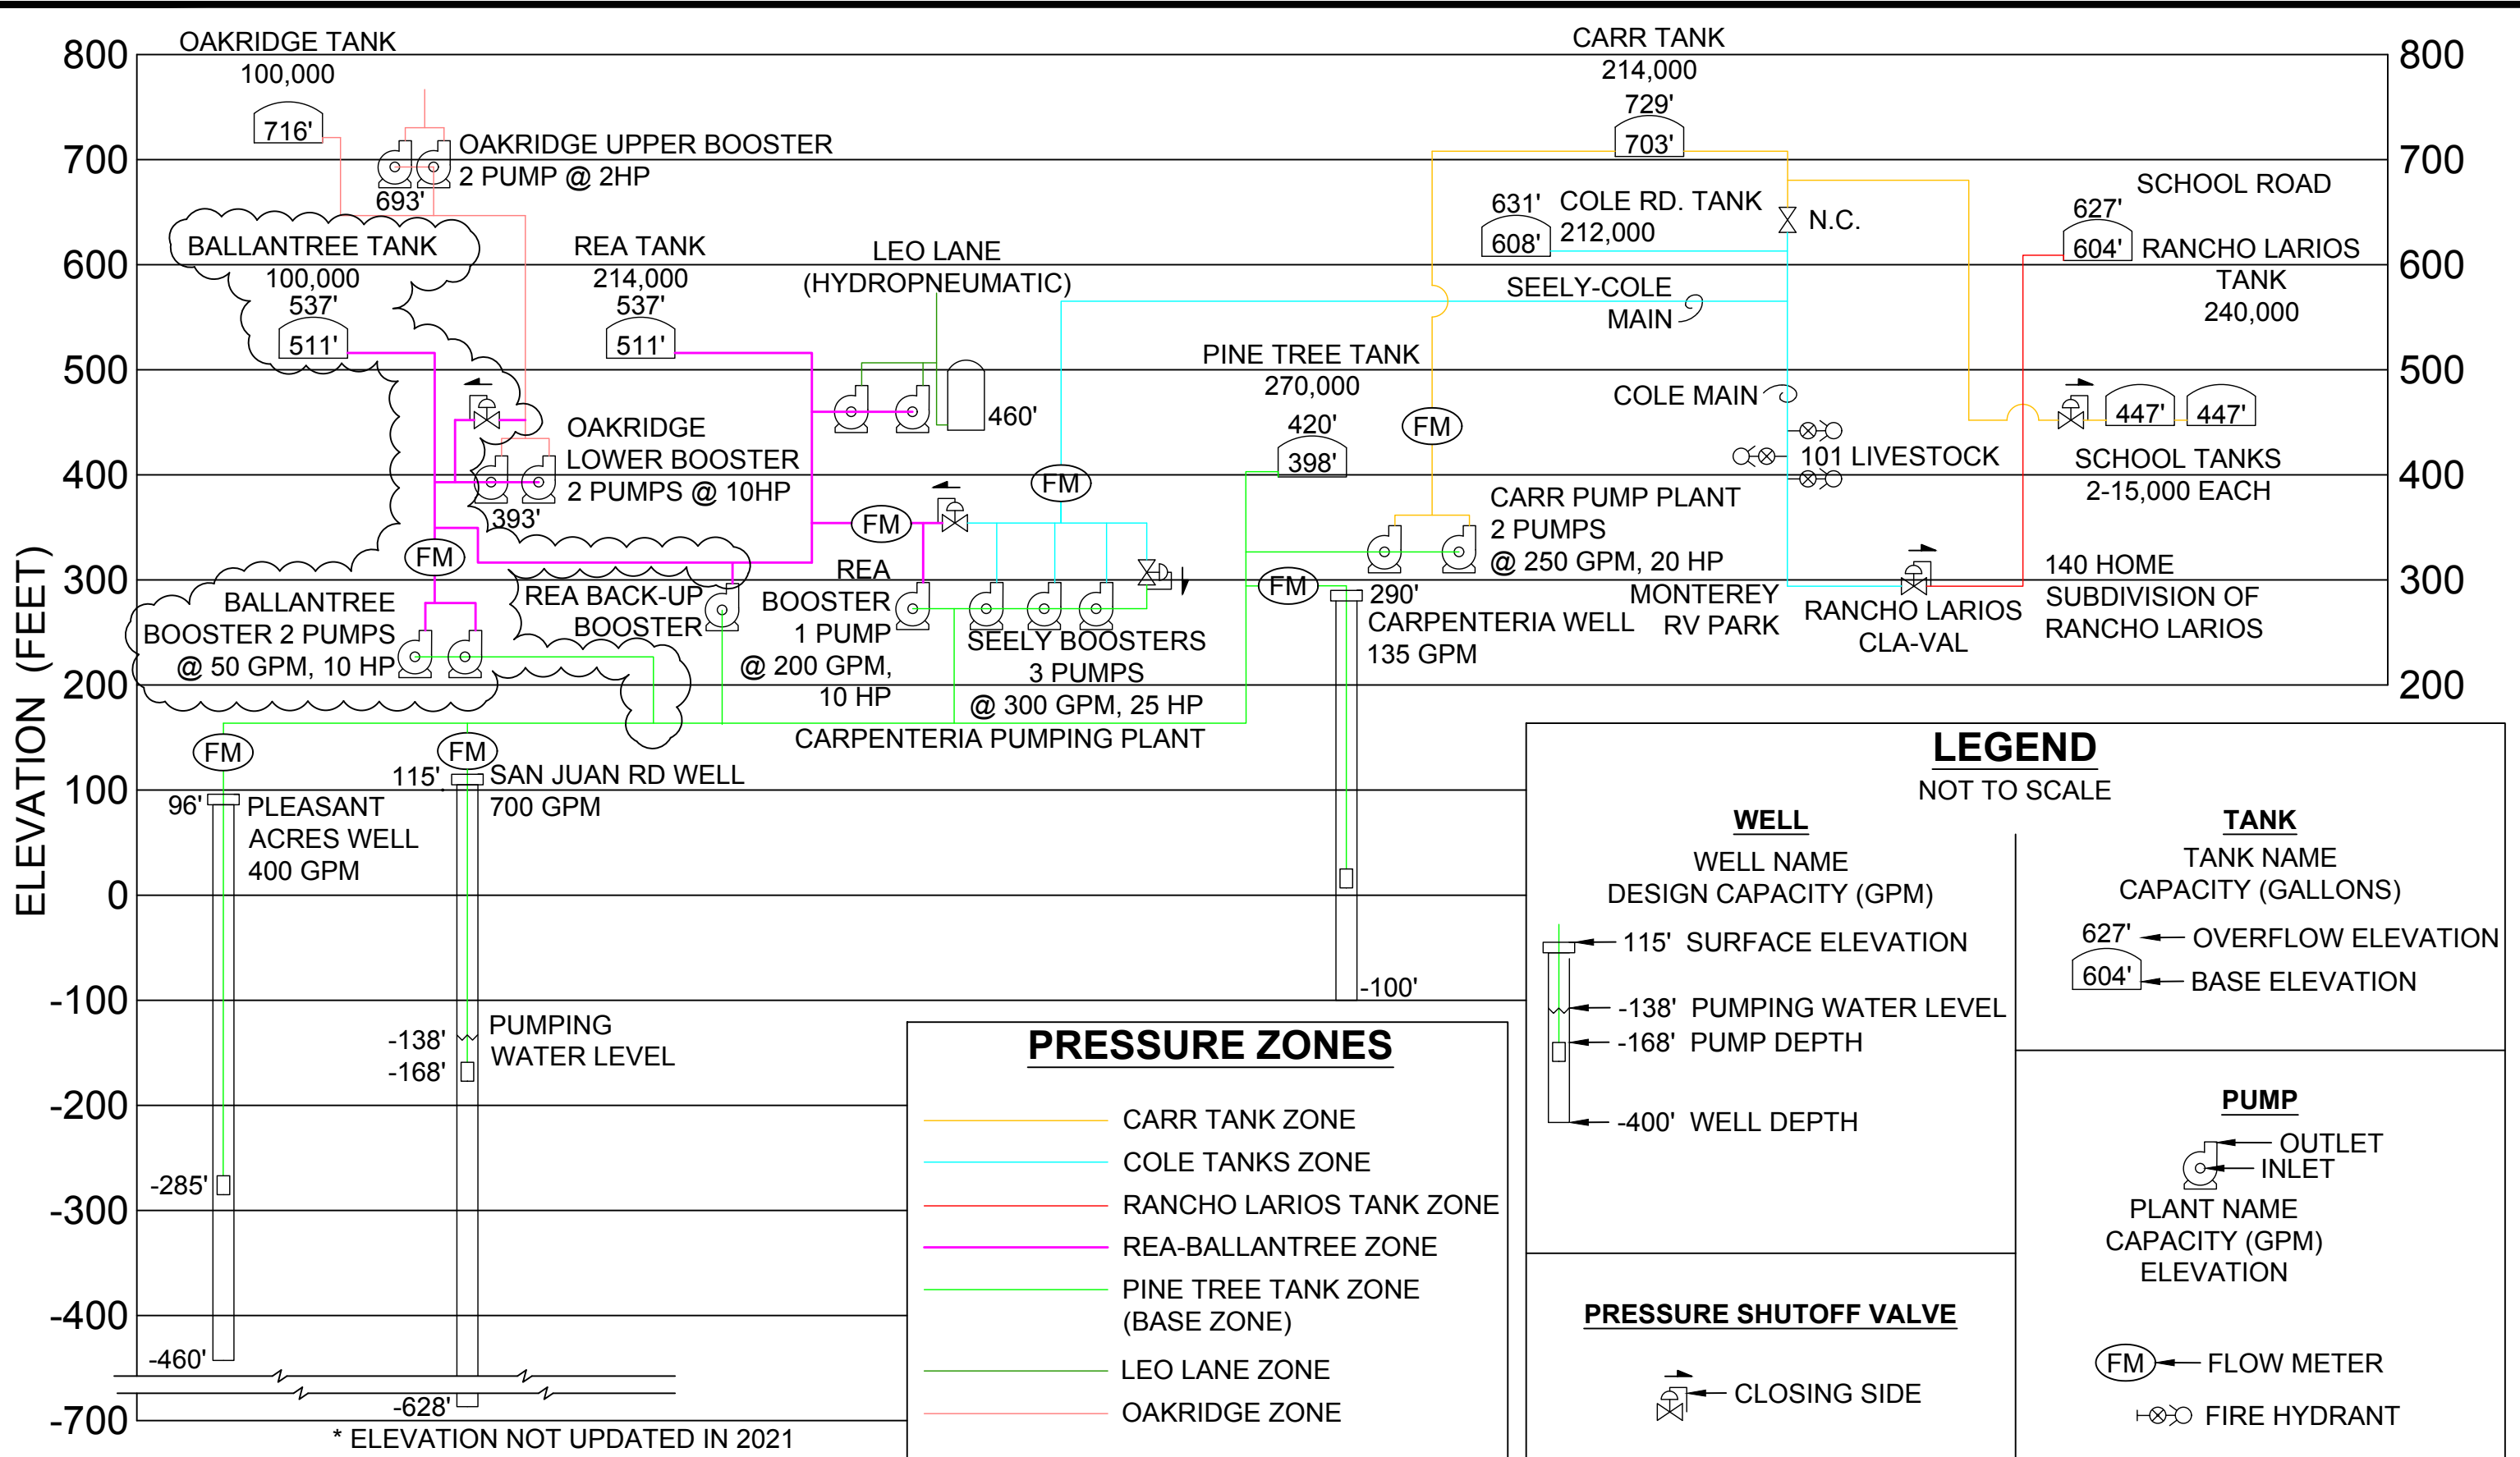 OAKRIDGE TANK
100,000
716'
OAKRIDGE UPPER BOOSTER
2 PUMP @ 2HP
693'
CARR TANK
214,000
729'
703'
800
700
600
500
400
300
200
100
0
-100
-200
-300
-400
-700
ELEVATION (FEET)
800
700
600
500
400
300
200
BALLANTREE TANK
100,000
537'
511'
REA TANK
214,000
537'
511'
LEO LANE
(HYDROPNEUMATIC)
460'
631'
608'
COLE RD. TANK
212,000
N.C.
SCHOOL ROAD
627'
604'
RANCHO LARIOS
TANK
240,000
SEELY-COLE
MAIN
PINE TREE TANK
270,000
420'
398'
FM
COLE MAIN
101 LIVESTOCK
447'
447'
SCHOOL TANKS
2-15,000 EACH
OAKRIDGE
LOWER BOOSTER
2 PUMPS @ 10HP
393'
FM
FM
FM
CARR PUMP PLANT
2 PUMPS
@ 250 GPM, 20 HP
BALLANTREE
BOOSTER 2 PUMPS
@ 50 GPM, 10 HP
REA BACK-UP
BOOSTER
REA
BOOSTER
1 PUMP
@ 200 GPM,
10 HP
SEELY BOOSTERS
3 PUMPS
@ 300 GPM, 25 HP
FM
290'
CARPENTERIA WELL
135 GPM
-100'
MONTEREY
RV PARK
RANCHO LARIOS
CLA-VAL
140 HOME
SUBDIVISION OF
RANCHO LARIOS
CARPENTERIA PUMPING PLANT
FM
96'
PLEASANT
ACRES WELL
400 GPM
-285'
-460'
FM
115'
SAN JUAN RD WELL
700 GPM
-138'
PUMPING
WATER LEVEL
-168'
-628'
* ELEVATION NOT UPDATED IN 2021
PRESSURE ZONES
CARR TANK ZONE
COLE TANKS ZONE
RANCHO LARIOS TANK ZONE
REA-BALLANTREE ZONE
PINE TREE TANK ZONE
(BASE ZONE)
LEO LANE ZONE
OAKRIDGE ZONE
LEGEND
NOT TO SCALE
WELL
WELL NAME
DESIGN CAPACITY (GPM)
115' SURFACE ELEVATION
-138' PUMPING WATER LEVEL
-168' PUMP DEPTH
-400' WELL DEPTH
TANK
TANK NAME
CAPACITY (GALLONS)
627' OVERFLOW ELEVATION
604' BASE ELEVATION
PUMP
OUTLET
INLET
PLANT NAME
CAPACITY (GPM)
ELEVATION
FM FLOW METER
FIRE HYDRANT
PRESSURE SHUTOFF VALVE
CLOSING SIDE